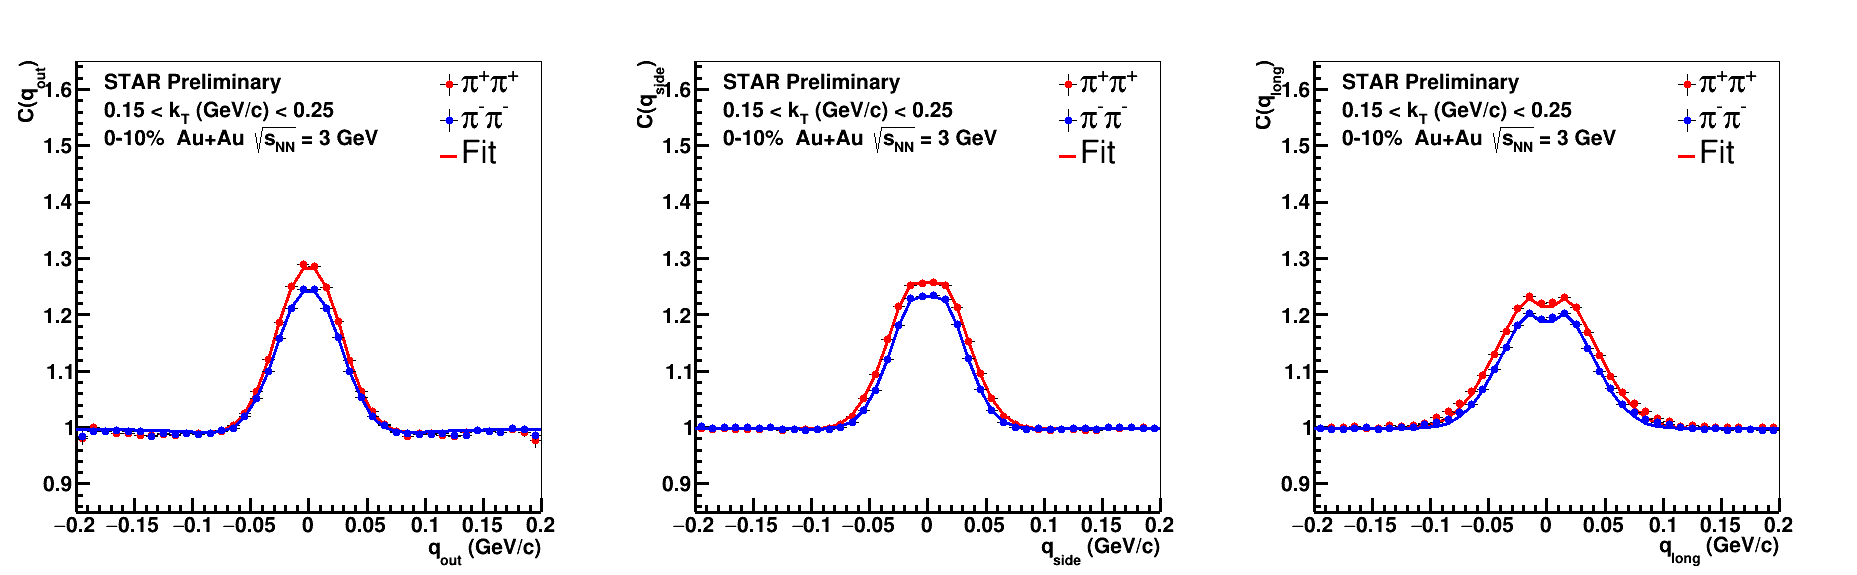 C(q_out)
STAR Preliminary
0.15 < k_T (GeV/c) < 0.25
0-10% Au+Au √s_NN = 3 GeV
π⁺π⁺
π⁻π⁻
Fit
1.6
1.5
1.4
1.3
1.2
1.1
1
0.9
−0.2 −0.15 −0.1 −0.05 0 0.05 0.1 0.15 0.2
q_out (GeV/c)
C(q_side)
STAR Preliminary
0.15 < k_T (GeV/c) < 0.25
0-10% Au+Au √s_NN = 3 GeV
π⁺π⁺
π⁻π⁻
Fit
1.6
1.5
1.4
1.3
1.2
1.1
1
0.9
−0.2 −0.15 −0.1 −0.05 0 0.05 0.1 0.15 0.2
q_side (GeV/c)
C(q_long)
STAR Preliminary
0.15 < k_T (GeV/c) < 0.25
0-10% Au+Au √s_NN = 3 GeV
π⁺π⁺
π⁻π⁻
Fit
1.6
1.5
1.4
1.3
1.2
1.1
1
0.9
−0.2 −0.15 −0.1 −0.05 0 0.05 0.1 0.15 0.2
q_long (GeV/c)